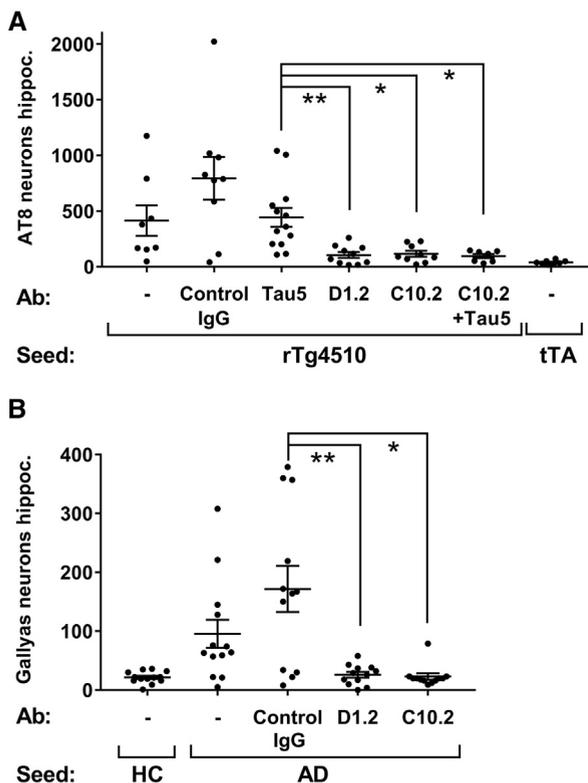 A
2000
1500
1000
500
0
AT8 neurons hippoc.
**
*
*
Ab: - Control Tau5 D1.2 C10.2 C10.2 -
IgG +Tau5
Seed: rTg4510 tTA
B
400
300
200
100
0
Gallyas neurons hippoc.
**
*
Ab: - - Control D1.2 C10.2
IgG
Seed: HC AD